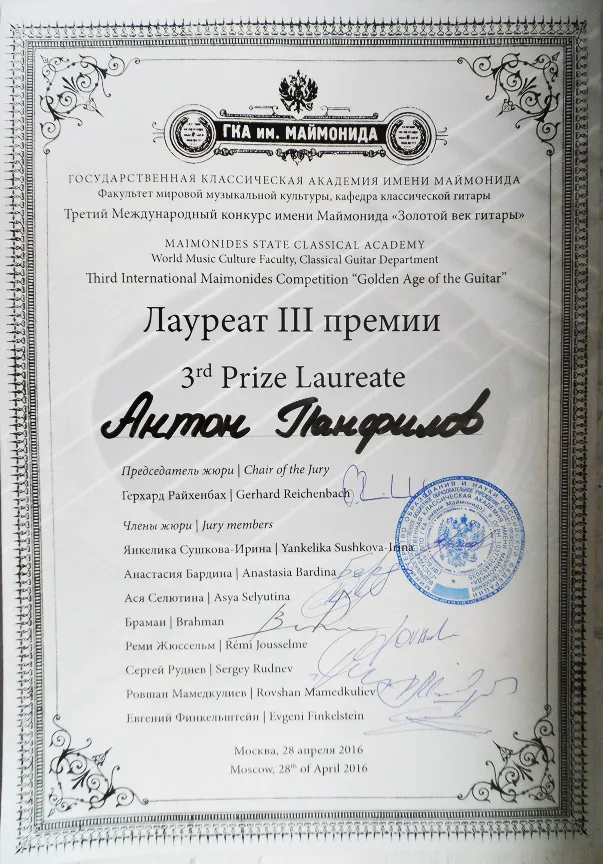 ГКА им. МАЙМОНИДА
ГОСУДАРСТВЕННАЯ КЛАССИЧЕСКАЯ АКАДЕМИЯ ИМЕНИ МАЙМОНИДА
Факультет мировой музыкальной культуры, кафедра классической гитары
Третий Международный конкурс имени Маймонида «Золотой век гитары»
MAIMONIDES STATE CLASSICAL ACADEMY
World Music Culture Faculty, Classical Guitar Department
Third International Maimonides Competition “Golden Age of the Guitar”
Лауреат III премии
3rd Prize Laureate
Антон Панфилов
Председатель жюри | Chair of the Jury
Герхард Райхенбах | Gerhard Reichenbach
Члены жюри | Jury members
Янкелика Сушкова-Ирина | Yankelika Sushkova-Irina
Анастасия Бардина | Anastasia Bardina
Ася Селютина | Asya Selyutina
Браман | Brahman
Реми Жюссельм | Rémi Jousselme
Сергей Руднев | Sergey Rudnev
Ровшан Мамедкулиев | Rovshan Mamedkuliev
Евгений Финкельштейн | Evgeni Finkelstein
Москва, 28 апреля 2016
Moscow, 28th of April 2016